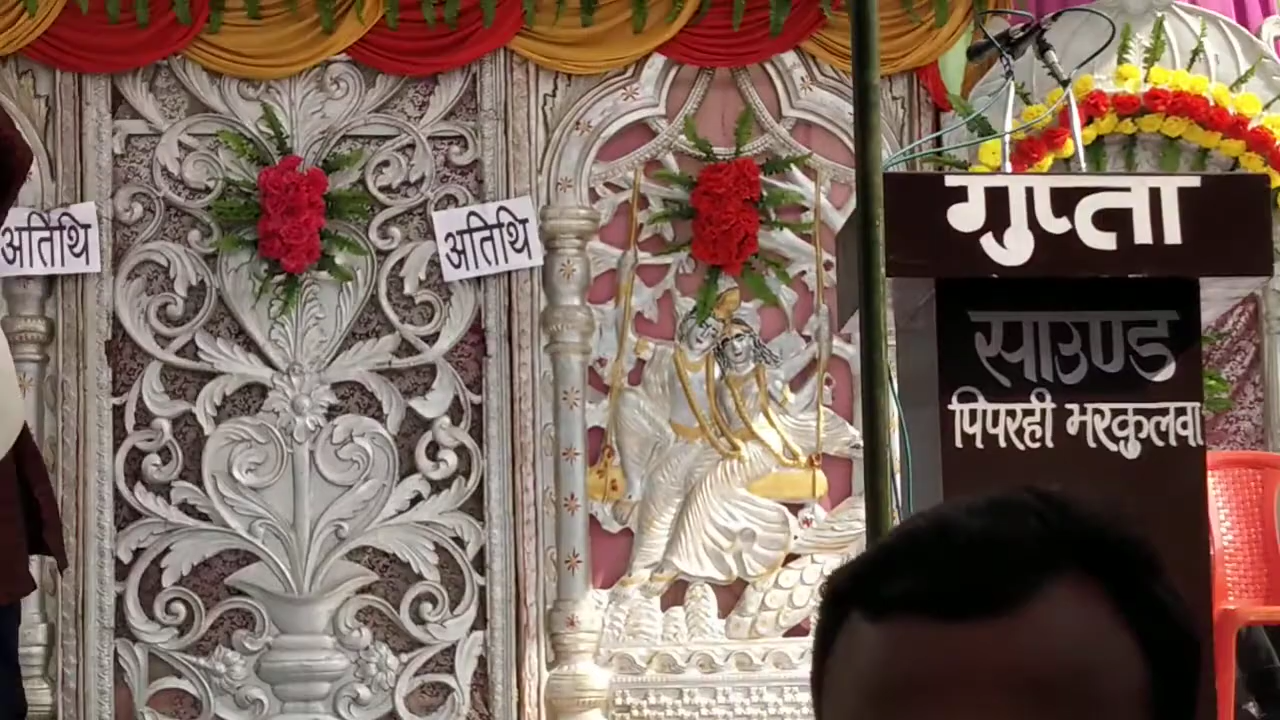 अतिथि
अतिथि
गुप्ता
साउण्ड
पिपरही भरकुलवा